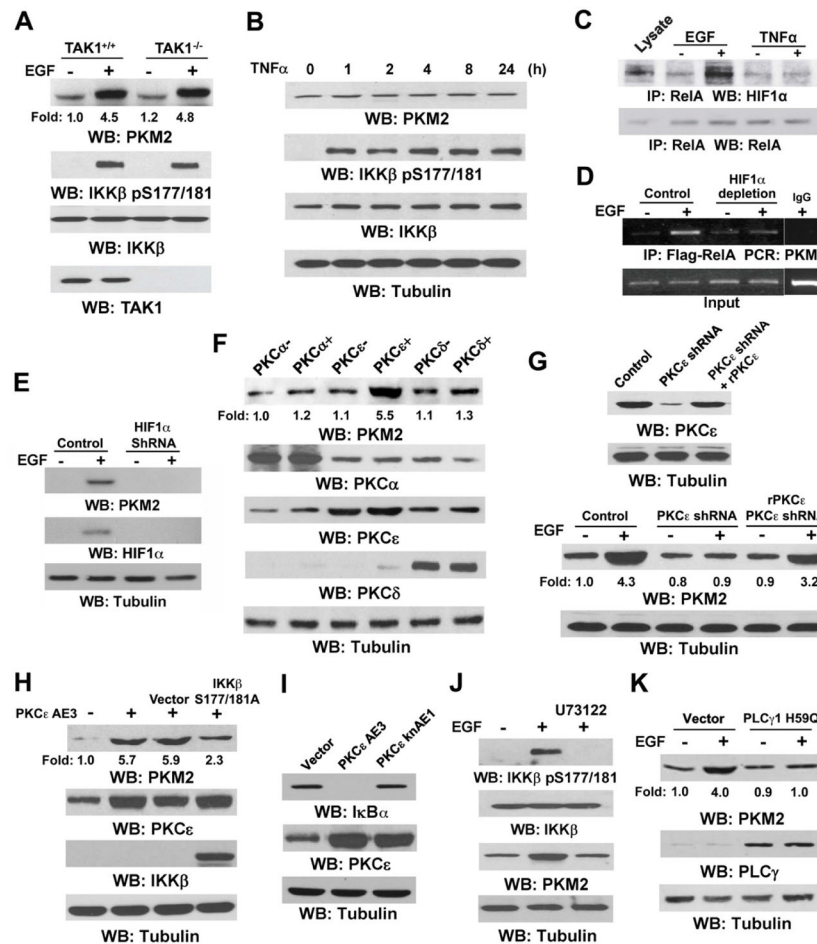 A
TAK1+/+ TAK1-/-
EGF - + - +
Fold: 1.0 4.5 1.2 4.8
WB: PKM2
WB: IKKβ pS177/181
WB: IKKβ
WB: TAK1
B
TNFα 0 1 2 4 8 24 (h)
WB: PKM2
WB: IKKβ pS177/181
WB: IKKβ
WB: Tubulin
C
Lysate EGF TNFα
- + - +
IP: RelA WB: HIF1α
IP: RelA WB: RelA
D
Control HIF1α depletion IgG
EGF - + - + +
IP: Flag-RelA PCR: PKM
Input
E
Control HIF1α ShRNA
EGF - + - +
WB: PKM2
WB: HIF1α
WB: Tubulin
F
PKCα- PKCα+ PKCε- PKCε+ PKCδ- PKCδ+
Fold: 1.0 1.2 1.1 5.5 1.1 1.3
WB: PKM2
WB: PKCα
WB: PKCε
WB: PKCδ
WB: Tubulin
G
Control PKCε shRNA PKCε shRNA + rPKCε
WB: PKCε
WB: Tubulin
Control PKCε shRNA rPKCε PKCε shRNA
EGF - + - + - +
Fold: 1.0 4.3 0.8 0.9 0.9 3.2
WB: PKM2
WB: Tubulin
H
Vector IKKβ S177/181A
PKCε AE3 - + + +
Fold: 1.0 5.7 5.9 2.3
WB: PKM2
WB: PKCε
WB: IKKβ
WB: Tubulin
I
Vector PKCε AE3 PKCε knAE1
WB: IκBα
WB: PKCε
WB: Tubulin
J
U73122
EGF - + +
WB: IKKβ pS177/181
WB: IKKβ
WB: PKM2
WB: Tubulin
K
Vector PLCγ1 H59Q
EGF - + - +
Fold: 1.0 4.0 0.9 1.0
WB: PKM2
WB: PLCγ
WB: Tubulin